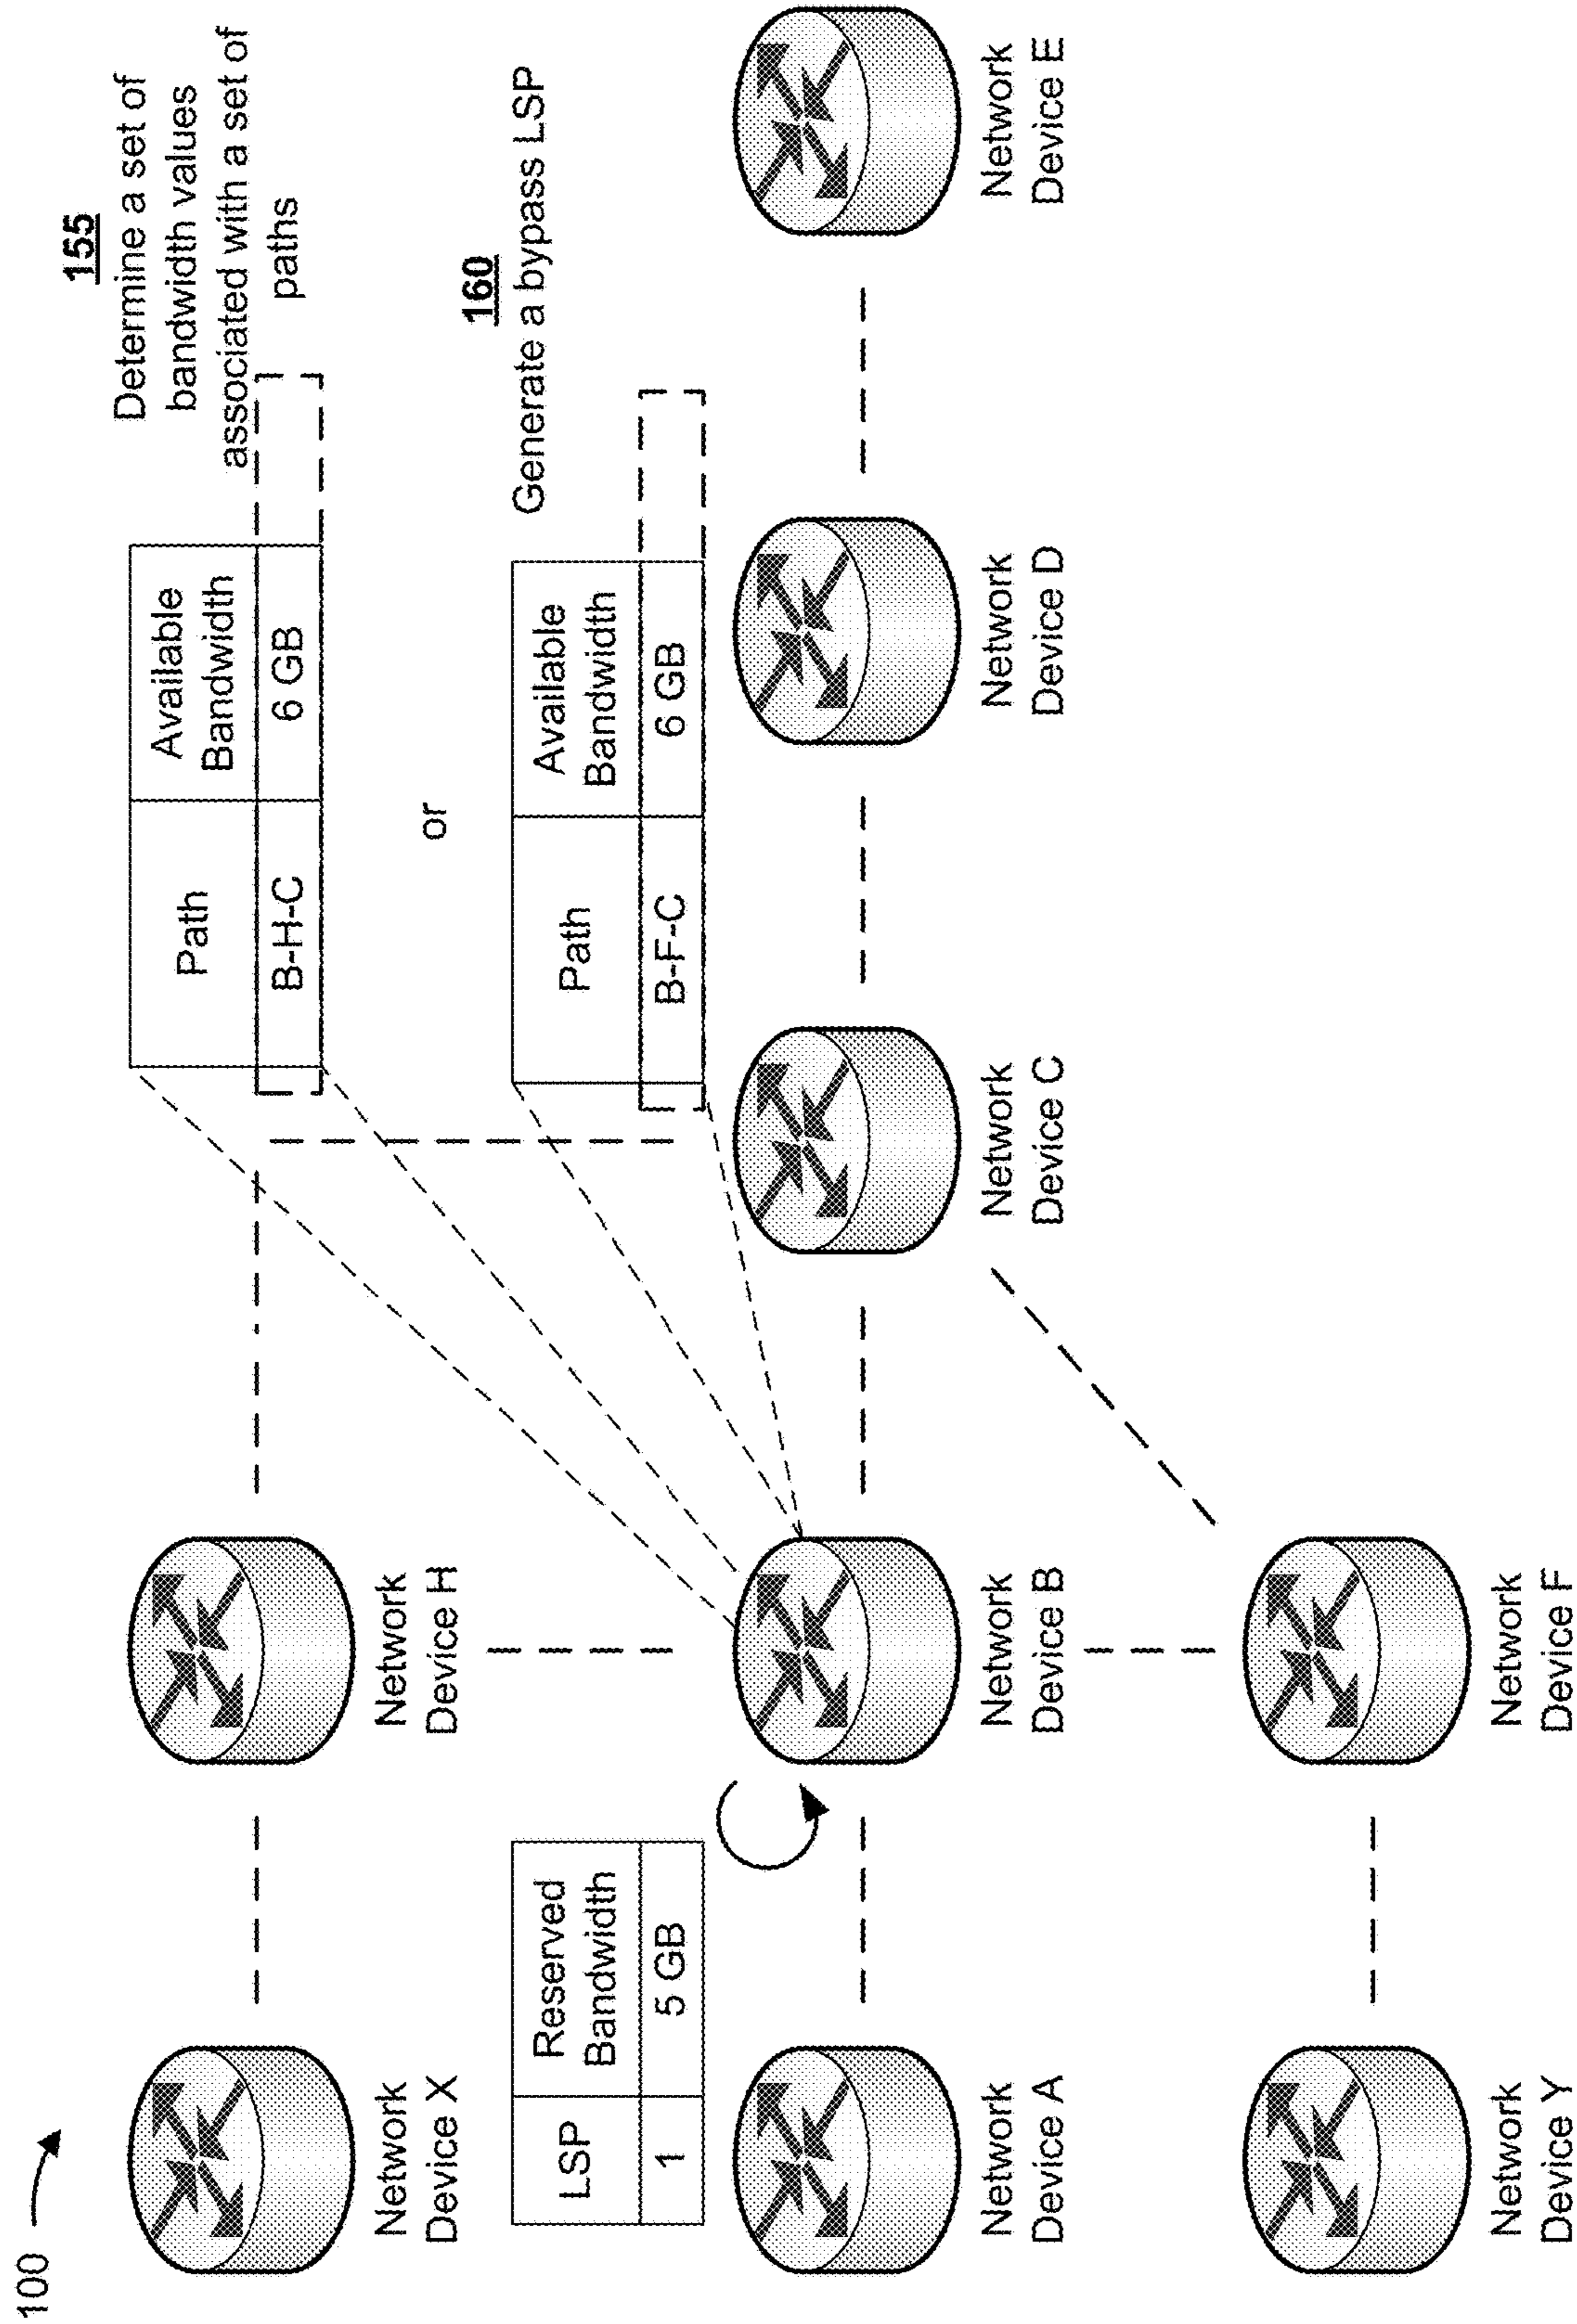 100
155
Determine a set of
bandwidth values
associated with a set of
paths
Path
Available
Bandwidth
B-H-C
6 GB
or
160
Generate a bypass LSP
Path
Available
Bandwidth
B-F-C
6 GB
LSP
Reserved
Bandwidth
1
5 GB
Network
Device X
Network
Device H
Network
Device A
Network
Device B
Network
Device C
Network
Device D
Network
Device E
Network
Device Y
Network
Device F